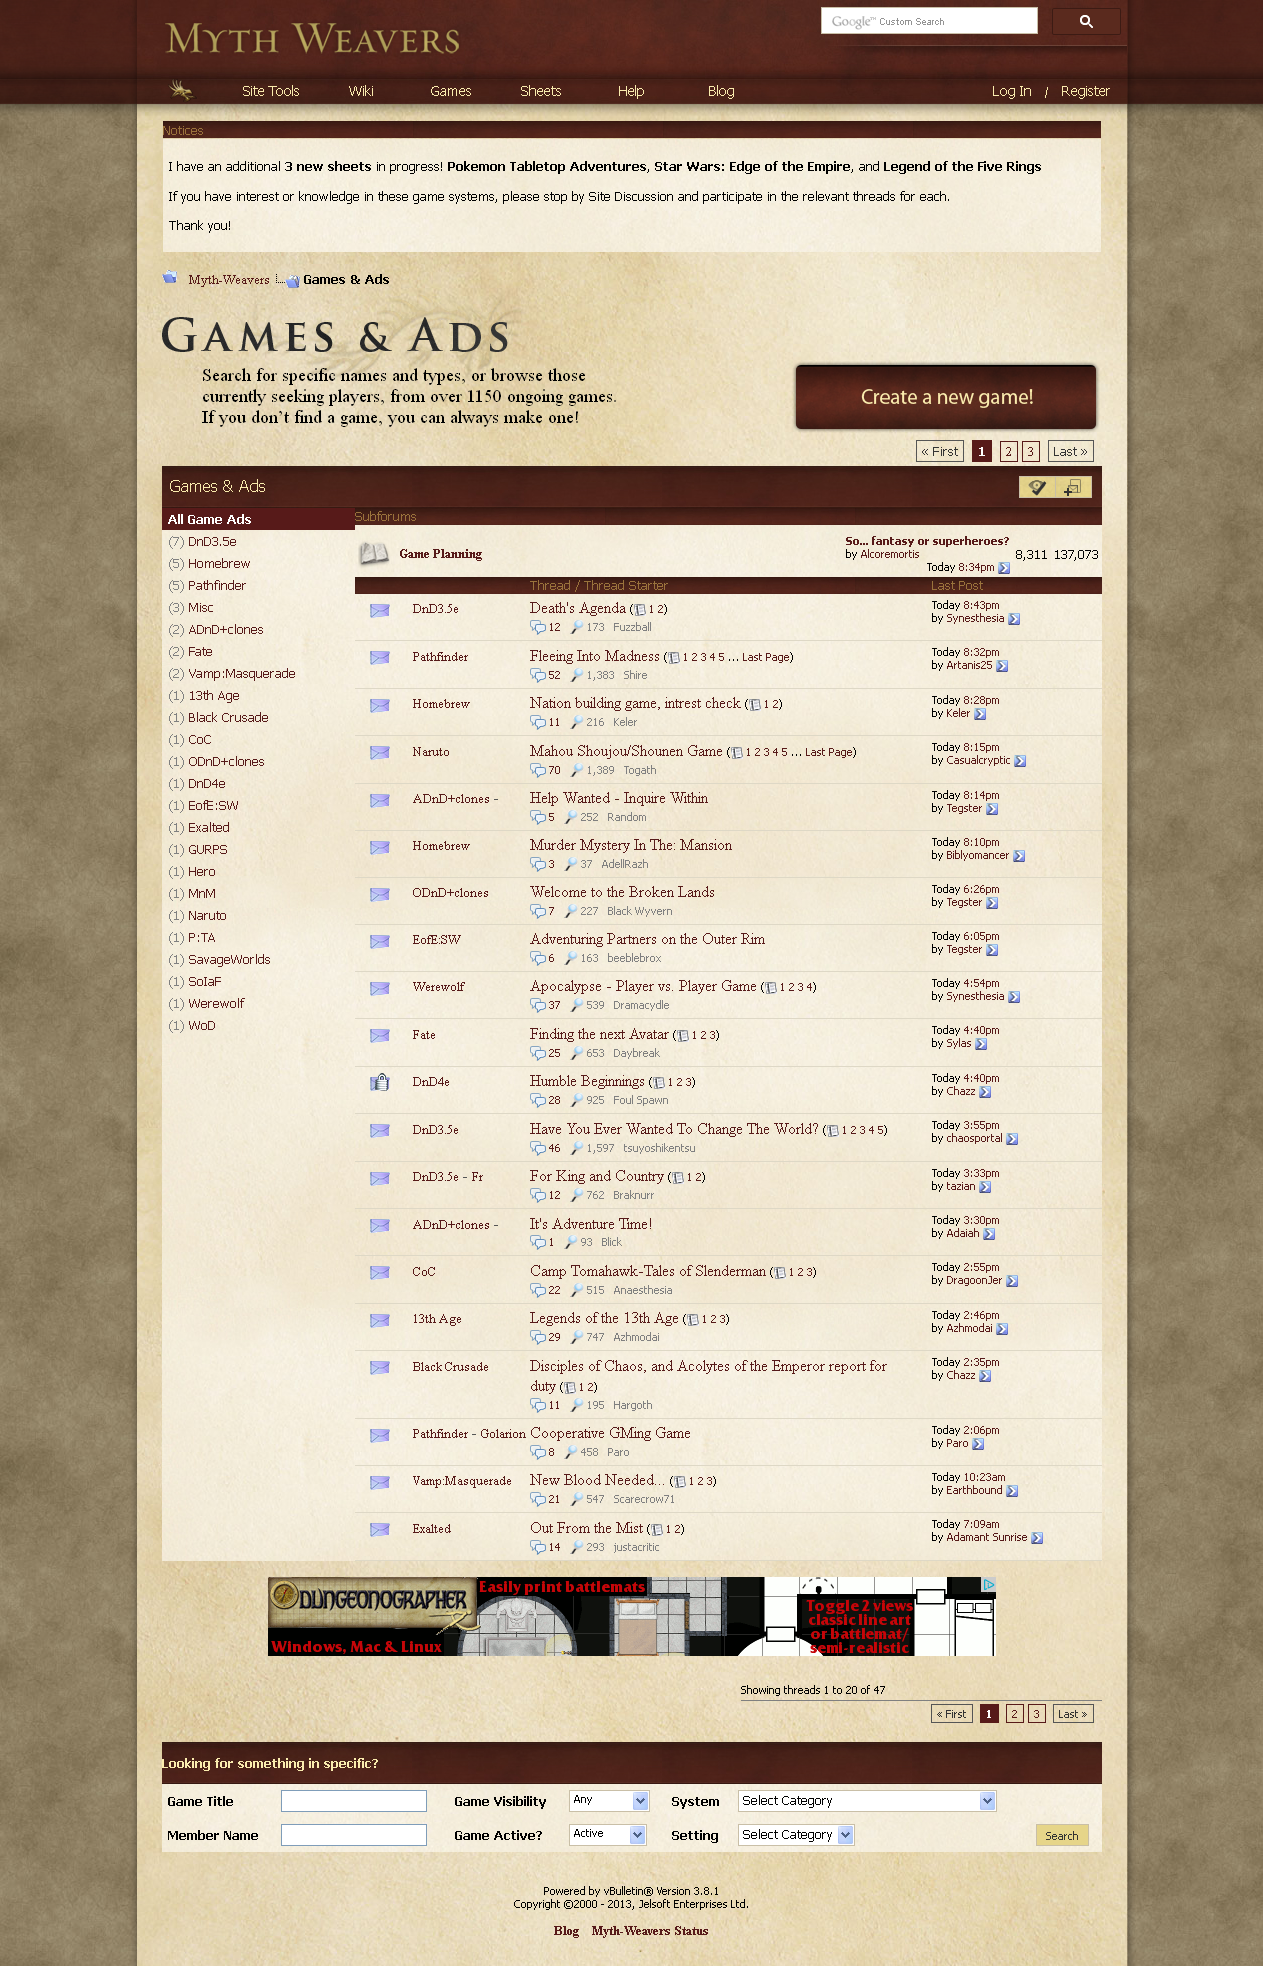 MYTH WEAVERS
Google™ Custom Search
Site Tools Wiki Games Sheets Help Blog Log In / Register
Notices
I have an additional 3 new sheets in progress! Pokemon Tabletop Adventures, Star Wars: Edge of the Empire, and Legend of the Five Rings
If you have interest or knowledge in these game systems, please stop by Site Discussion and participate in the relevant threads for each.
Thank you!
Myth-Weavers Games & Ads
GAMES & ADS
Search for specific names and types, or browse those
currently seeking players, from over 1150 ongoing games.
If you don't find a game, you can always make one!
Create a new game!
« First 1 2 3 Last »
Games & Ads
All Game Ads
(7) DnD3.5e
(5) Homebrew
(5) Pathfinder
(3) Misc
(2) ADnD+clones
(2) Fate
(2) Vamp:Masquerade
(1) 13th Age
(1) Black Crusade
(1) CoC
(1) ODnD+clones
(1) DnD4e
(1) EofE:SW
(1) Exalted
(1) GURPS
(1) Hero
(1) MnM
(1) Naruto
(1) P:TA
(1) SavageWorlds
(1) SoIaF
(1) Werewolf
(1) WoD
Subforums
Game Planning
So... fantasy or superheroes?
by Alcoremortis
Today 8:34pm
8,311 137,073
Thread / Thread Starter Last Post
DnD3.5e Death's Agenda (1 2) Today 8:43pm
12 173 Fuzzball by Synesthesia
Pathfinder Fleeing Into Madness (1 2 3 4 5 ... Last Page) Today 8:32pm
52 1,383 Shire by Artanis25
Homebrew Nation building game, intrest check (1 2) Today 8:28pm
11 216 Keler by Keler
Naruto Mahou Shoujou/Shounen Game (1 2 3 4 5 ... Last Page) Today 8:15pm
70 1,389 Togath by Casualcryptic
ADnD+clones - Help Wanted - Inquire Within Today 8:14pm
5 252 Random by Tegster
Homebrew Murder Mystery In The: Mansion Today 8:10pm
3 37 AdellRazh by Biblyomancer
ODnD+clones Welcome to the Broken Lands Today 6:26pm
7 227 Black Wyvern by Tegster
EofE:SW Adventuring Partners on the Outer Rim Today 6:05pm
6 163 beeblebrox by Tegster
Werewolf Apocalypse - Player vs. Player Game (1 2 3 4) Today 4:54pm
37 539 Dramacydle by Synesthesia
Fate Finding the next Avatar (1 2 3) Today 4:40pm
25 653 Daybreak by Sylas
DnD4e Humble Beginnings (1 2 3) Today 4:40pm
28 925 Foul Spawn by Chazz
DnD3.5e Have You Ever Wanted To Change The World? (1 2 3 4 5) Today 3:55pm
46 1,597 tsuyoshikentsu by chaosportal
DnD3.5e - Fr For King and Country (1 2) Today 3:33pm
12 762 Braknurr by tazian
ADnD+clones - It's Adventure Time! Today 3:30pm
1 93 Blick by Adaiah
CoC Camp Tomahawk-Tales of Slenderman (1 2 3) Today 2:55pm
22 515 Anaesthesia by DragoonJer
13th Age Legends of the 13th Age (1 2 3) Today 2:46pm
29 747 Azhmodai by Azhmodai
Black Crusade Disciples of Chaos, and Acolytes of the Emperor report for Today 2:35pm
duty (1 2) by Chazz
11 195 Hargoth
Pathfinder - Golarion Cooperative GMing Game Today 2:06pm
8 458 Paro by Paro
Vamp:Masquerade New Blood Needed... (1 2 3) Today 10:23am
21 547 Scarecrow71 by Earthbound
Exalted Out From the Mist (1 2) Today 7:09am
14 293 justacritic by Adamant Sunrise
DUNGEONOGRAPHER
Easily print battlemats
Windows, Mac & Linux
Toggle 2 views
classic line art
or battlemat/
semi-realistic
Showing threads 1 to 20 of 47
« First 1 2 3 Last »
Looking for something in specific?
Game Title Game Visibility Any System Select Category
Member Name Game Active? Active Setting Select Category Search
Powered by vBulletin® Version 3.8.1
Copyright ©2000 - 2013, Jelsoft Enterprises Ltd.
Blog Myth-Weavers Status